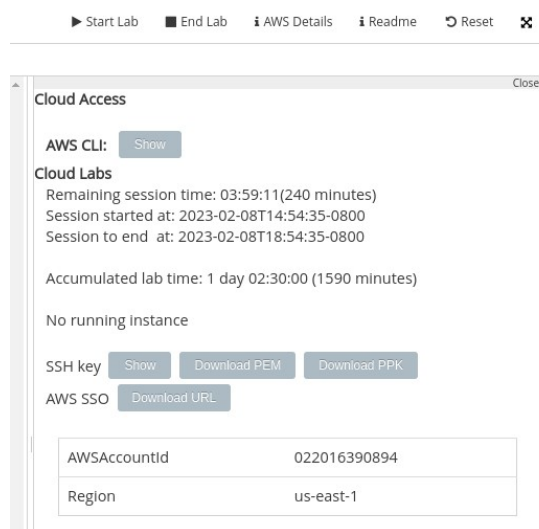 Start Lab End Lab AWS Details Readme Reset
Close
Cloud Access
AWS CLI: Show
Cloud Labs
Remaining session time: 03:59:11(240 minutes)
Session started at: 2023-02-08T14:54:35-0800
Session to end at: 2023-02-08T18:54:35-0800
Accumulated lab time: 1 day 02:30:00 (1590 minutes)
No running instance
SSH key Show Download PEM Download PPK
AWS SSO Download URL
AWSAccountId 022016390894
Region us-east-1